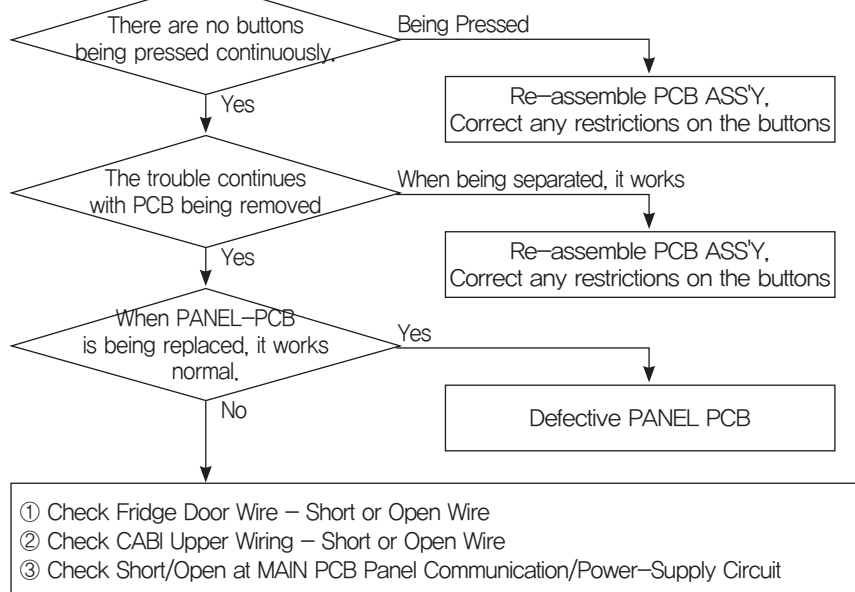 There are no buttons
being pressed continuously.
Being Pressed
Re-assemble PCB ASS'Y,
Correct any restrictions on the buttons
Yes
The trouble continues
with PCB being removed
When being separated, it works
Re-assemble PCB ASS'Y,
Correct any restrictions on the buttons
Yes
When PANEL-PCB
is being replaced, it works
normal.
Yes
Defective PANEL PCB
No
① Check Fridge Door Wire - Short or Open Wire
② Check CABI Upper Wiring - Short or Open Wire
③ Check Short/Open at MAIN PCB Panel Communication/Power-Supply Circuit